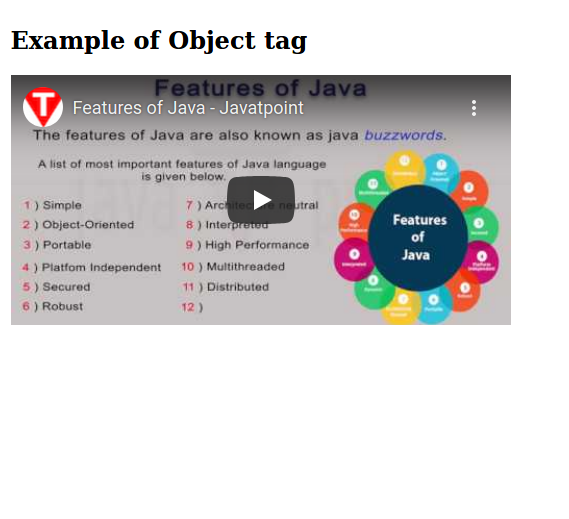 Example of Object tag
Features of Java
T
Features of Java - Javatpoint
The features of Java are also known as java buzzwords.
A list of most important features of Java language
is given below.
1 ) Simple
2 ) Object-Oriented
3 ) Portable
4 ) Platfom Independent
5 ) Secured
6 ) Robust
7 ) Architecture neutral
8 ) Interpreted
9 ) High Performance
10 ) Multithreaded
11 ) Distributed
12 )
Features
of
Java